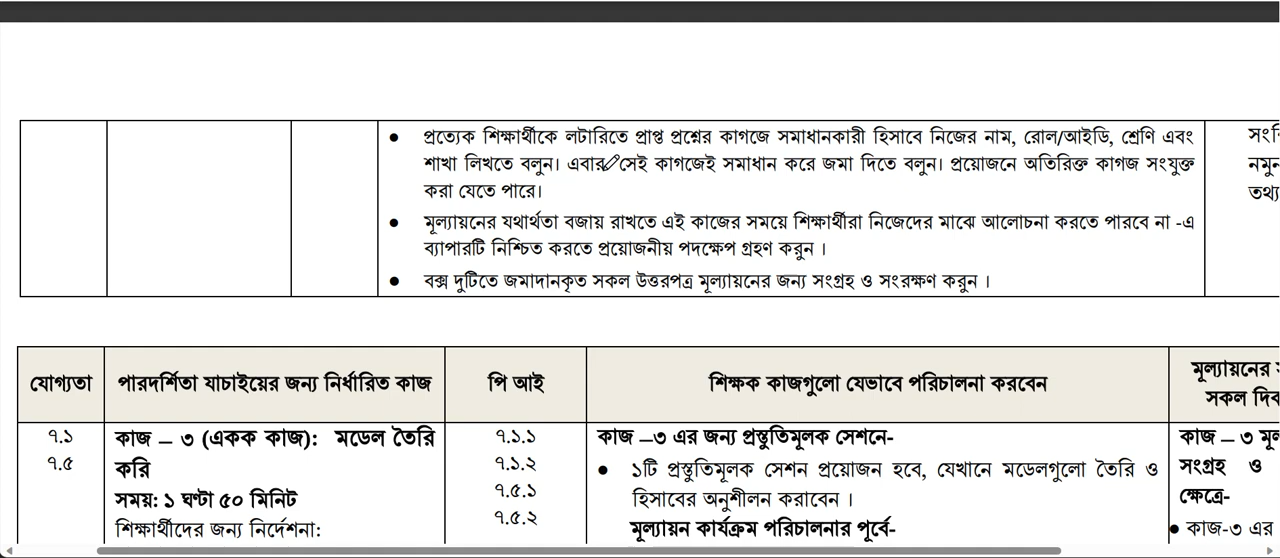 প্রত্যেক শিক্ষার্থীকে লটারিতে প্রাপ্ত প্রশ্নের কাগজে সমাধানকারী হিসাবে নিজের নাম, রোল/আইডি, শ্রেণি এবং
শাখা লিখতে বলুন। এবার সেই কাগজেই সমাধান করে জমা দিতে বলুন। প্রয়োজনে অতিরিক্ত কাগজ সংযুক্ত
করা যেতে পারে।
মূল্যায়নের যথার্থতা বজায় রাখতে এই কাজের সময়ে শিক্ষার্থীরা নিজেদের মাঝে আলোচনা করতে পারবে না -এ
ব্যাপারটি নিশ্চিত করতে প্রয়োজনীয় পদক্ষেপ গ্রহণ করুন ।
বক্স দুটিতে জমাদানকৃত সকল উত্তরপত্র মূল্যায়নের জন্য সংগ্রহ ও সংরক্ষণ করুন ।
তথ্য
যোগ্যতা
পারদর্শিতা যাচাইয়ের জন্য নির্ধারিত কাজ
পি আই
শিক্ষক কাজগুলো যেভাবে পরিচালনা করবেন
মূল্যায়নের
সকল
৭.১
৭.৫
কাজ – ৩ (একক কাজ): মডেল তৈরি
করি
সময়: ১ ঘণ্টা ৫০ মিনিট
শিক্ষার্থীদের জন্য নির্দেশনা:
৭.১.১
৭.১.২
৭.৫.১
৭.৫.২
কাজ –৩ এর জন্য প্রস্তুতিমূলক সেশনে-
১টি প্রস্তুতিমূলক সেশন প্রয়োজন হবে, যেখানে মডেলগুলো তৈরি ও
হিসাবের অনুশীলন করাবেন ।
মূল্যায়ন কার্যক্রম পরিচালনার পূর্বে-
কাজ – ৩
সংগ্রহ ও
ক্ষেত্রে-
কাজ-৩ এর